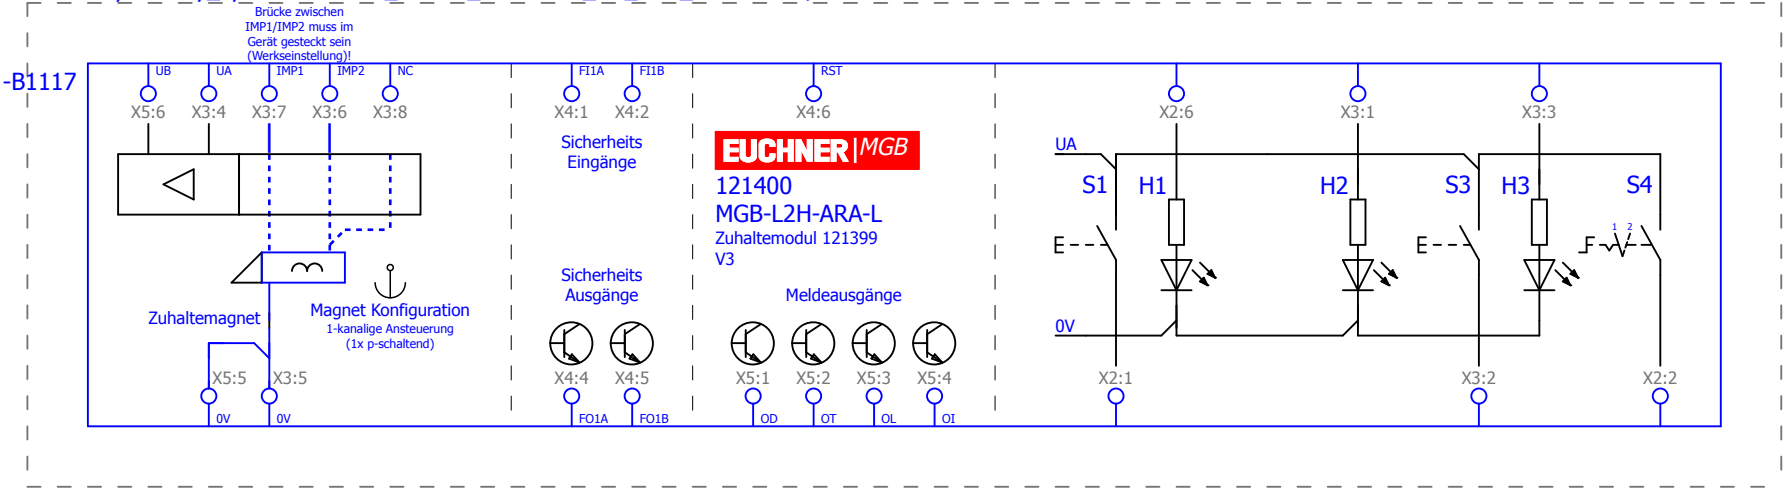 Brücke zwischen
IMP1/IMP2 muss im
Gerät gesteckt sein
(Werkseinstellung)!
-B1117
UB UA IMP1 IMP2 NC FI1A FI1B RST
X5:6 X3:4 X3:7 X3:6 X3:8 X4:1 X4:2 X4:6 X2:6 X3:1 X3:3
Sicherheits
Eingänge
EUCHNER|MGB
121400
MGB-L2H-ARA-L
Zuhaltemodul 121399
V3
UA
S1 H1 H2 S3 H3 S4
1 2
Zuhaltemagnet
Magnet Konfiguration
1-kanalige Ansteuerung
(1x p-schaltend)
Sicherheits
Ausgänge
Meldeausgänge
0V
X5:5 X3:5 X4:4 X4:5 X5:1 X5:2 X5:3 X5:4 X2:1 X3:2 X2:2
0V 0V FO1A FO1B OD OT OL OI